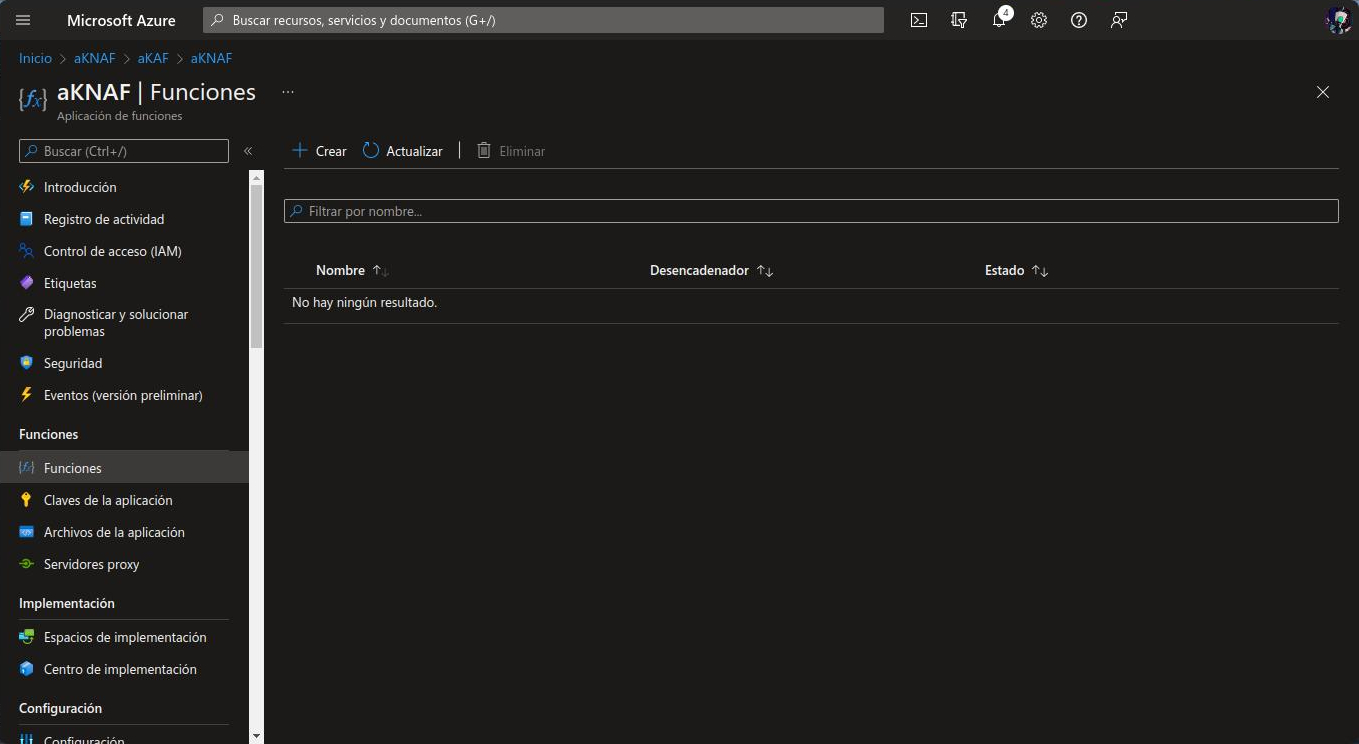 Microsoft Azure
Buscar recursos, servicios y documentos (G+/)
4
Inicio > aKNAF > aKAF > aKNAF
{fx} aKNAF | Funciones ...
Aplicación de funciones
Buscar (Ctrl+/) «
Crear Actualizar | Eliminar
Introducción
Registro de actividad
Control de acceso (IAM)
Etiquetas
Diagnosticar y solucionar
problemas
Seguridad
Eventos (versión preliminar)
Funciones
Funciones
Claves de la aplicación
Archivos de la aplicación
Servidores proxy
Implementación
Espacios de implementación
Centro de implementación
Configuración
Configuración
Filtrar por nombre...
Nombre ↑↓ Desencadenador ↑↓ Estado ↑↓
No hay ningún resultado.